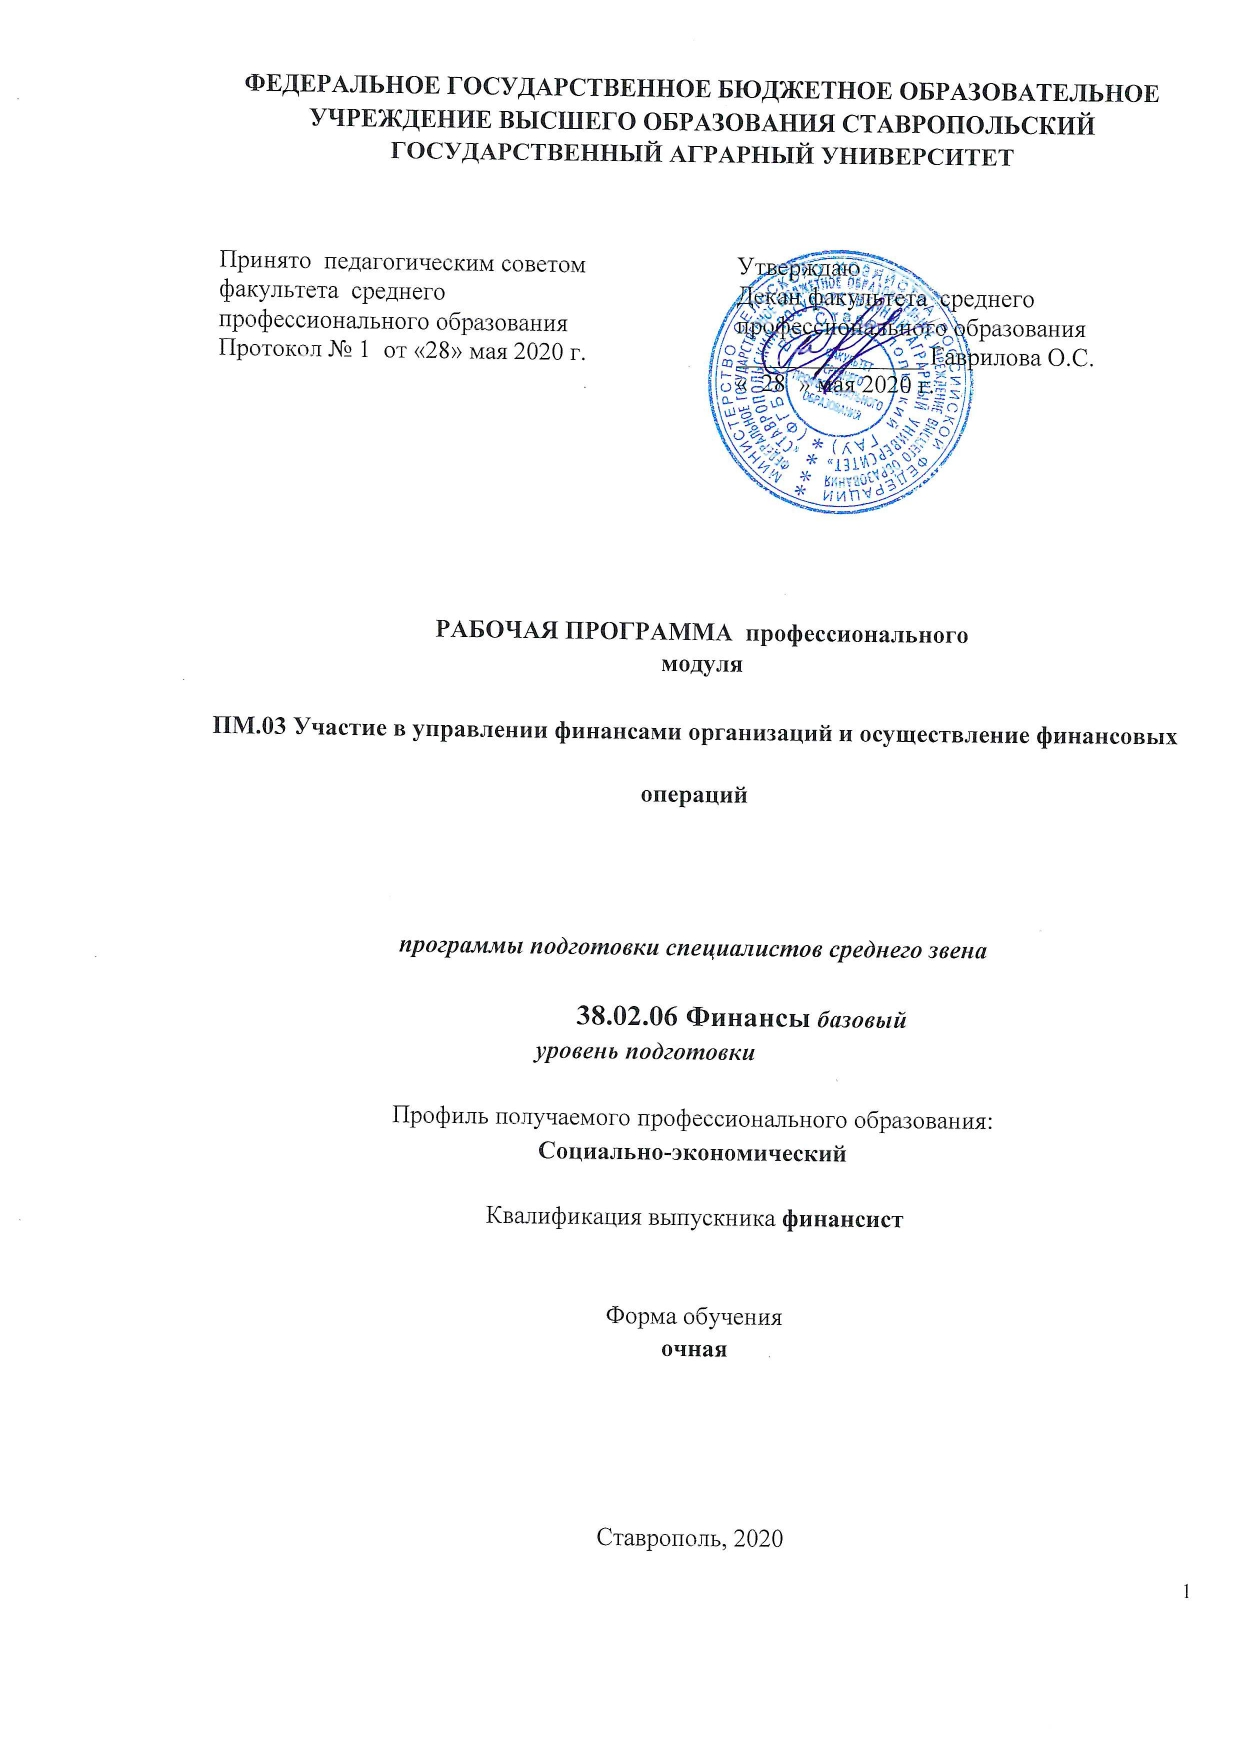 ФЕДЕРАЛЬНОЕ ГОСУДАРСТВЕННОЕ БЮДЖЕТНОЕ ОБРАЗОВАТЕЛЬНОЕ
УЧРЕЖДЕНИЕ ВЫСШЕГО ОБРАЗОВАНИЯ СТАВРОПОЛЬСКИЙ
ГОСУДАРСТВЕННЫЙ АГРАРНЫЙ УНИВЕРСИТЕТ
Принято педагогическим советом
факультета среднего
профессионального образования
Протокол № 1 от «28» мая 2020 г.
Утверждаю
Декан факультета среднего
профессионального образования
Гаврилова О.С.
« 28 » мая 2020 г.
РАБОЧАЯ ПРОГРАММА профессионального
модуля
ПМ.03 Участие в управлении финансами организаций и осуществление финансовых
операций
программы подготовки специалистов среднего звена
38.02.06 Финансы базовый
уровень подготовки
Профиль получаемого профессионального образования:
Социально-экономический
Квалификация выпускника финансист
Форма обучения
очная
Ставрополь, 2020
1